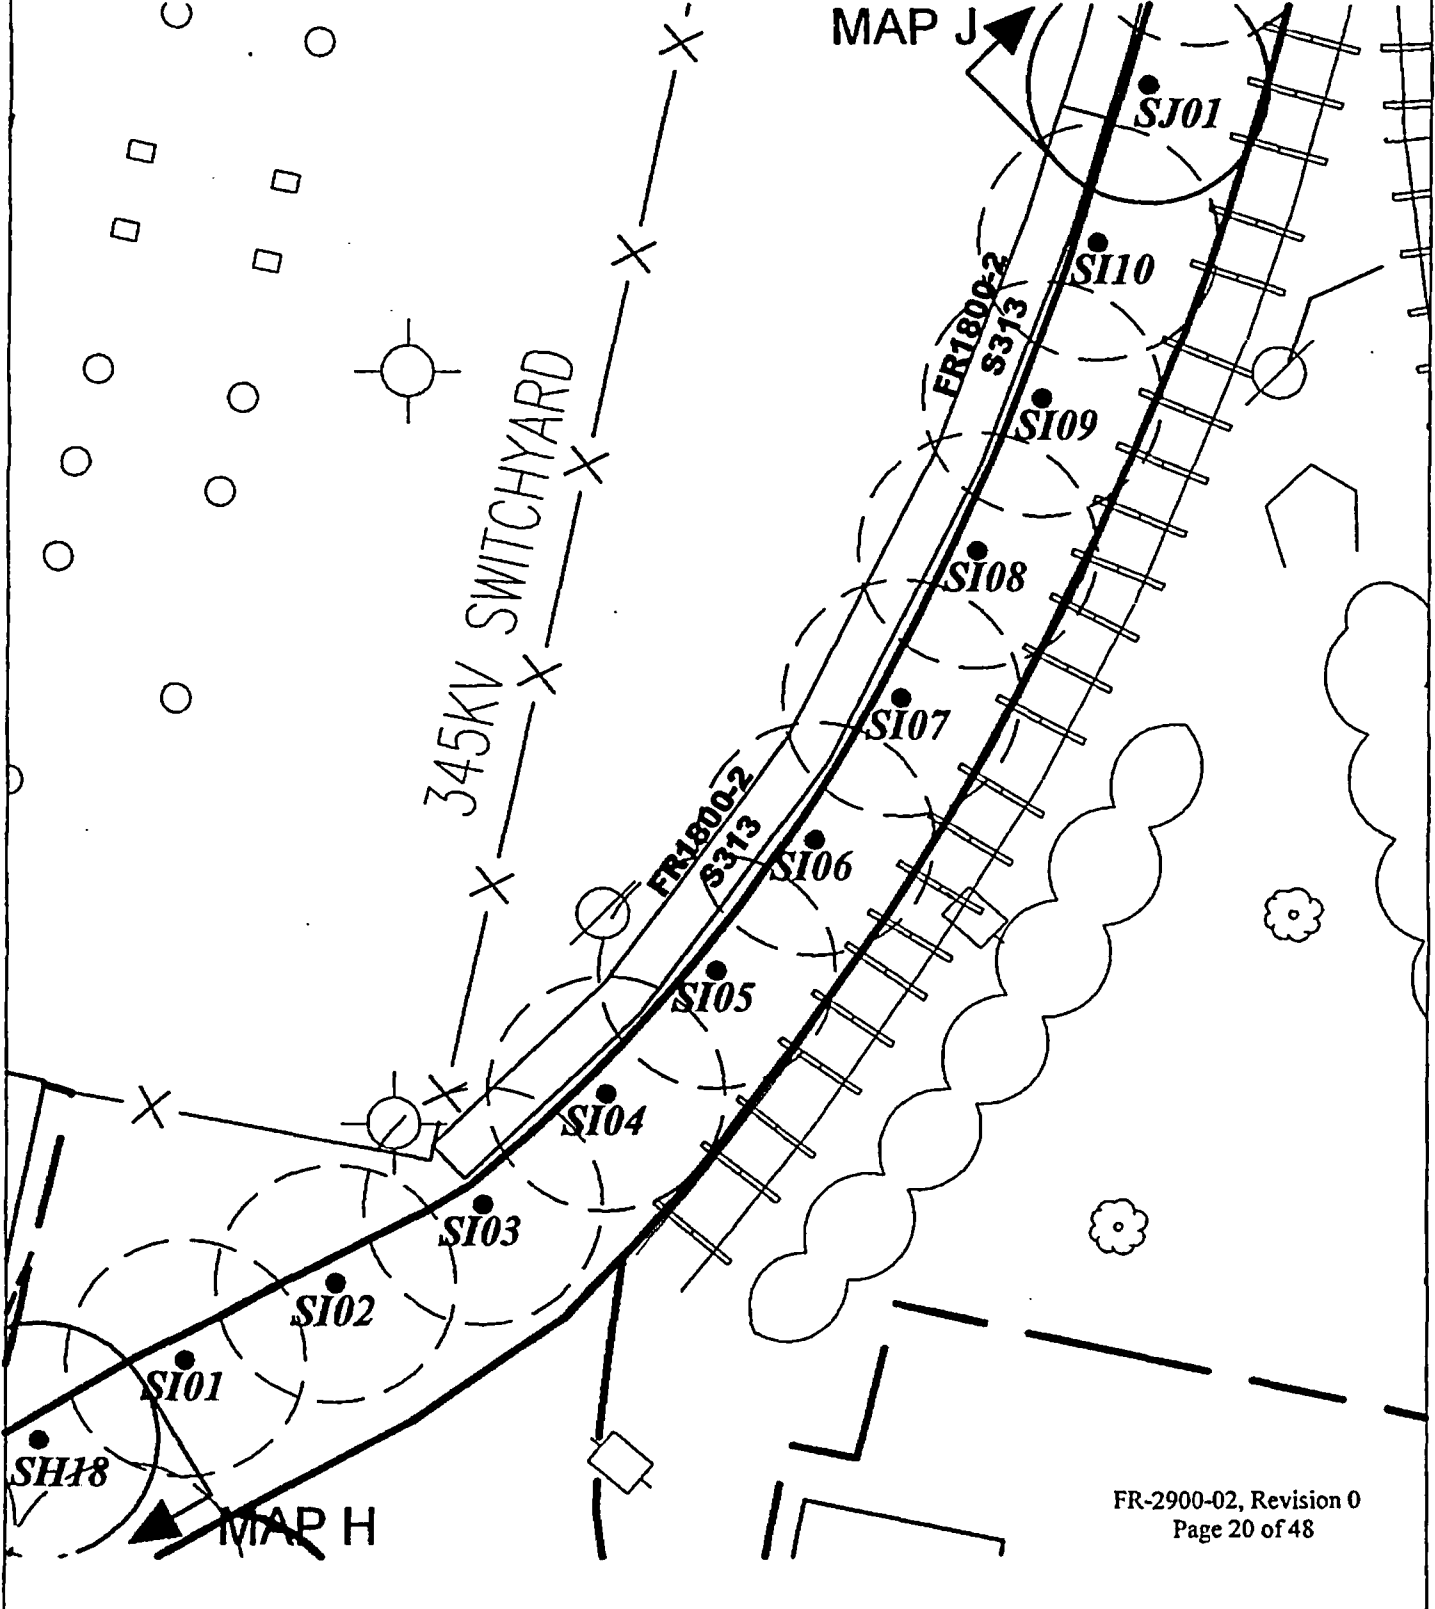 MAP J
SJ01
SI10
FR1800-2
S313
SI09
345KV SWITCHYARD
SI08
SI07
FR1800-2
S313
SI06
SI05
SI04
SI03
SI02
SI01
SH18
MAP H
FR-2900-02, Revision 0
Page 20 of 48